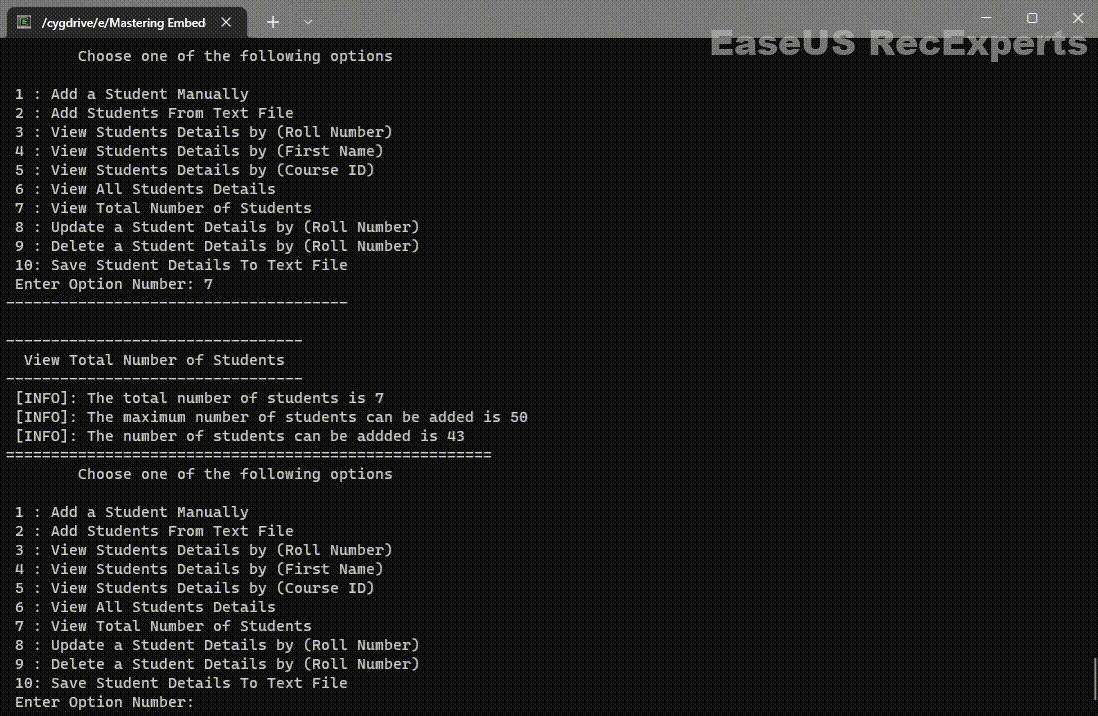 /cygdrive/e/Mastering Embed
EaseUS RecExperts
Choose one of the following options
1 : Add a Student Manually
2 : Add Students From Text File
3 : View Students Details by (Roll Number)
4 : View Students Details by (First Name)
5 : View Students Details by (Course ID)
6 : View All Students Details
7 : View Total Number of Students
8 : Update a Student Details by (Roll Number)
9 : Delete a Student Details by (Roll Number)
10: Save Student Details To Text File
Enter Option Number: 7
--------------------------------------
---------------------------------
View Total Number of Students
---------------------------------
[INFO]: The total number of students is 7
[INFO]: The maximum number of students can be added is 50
[INFO]: The number of students can be addded is 43
======================================================
Choose one of the following options
1 : Add a Student Manually
2 : Add Students From Text File
3 : View Students Details by (Roll Number)
4 : View Students Details by (First Name)
5 : View Students Details by (Course ID)
6 : View All Students Details
7 : View Total Number of Students
8 : Update a Student Details by (Roll Number)
9 : Delete a Student Details by (Roll Number)
10: Save Student Details To Text File
Enter Option Number: